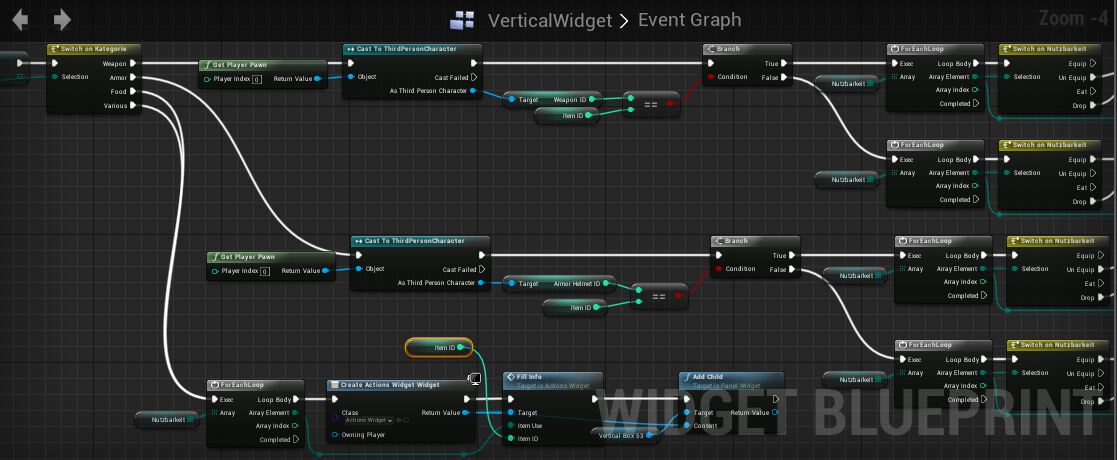 VerticalWidget > Event Graph
Zoom -4
Switch on Kategorie
Selection
Weapon
Armor
Food
Various
Get Player Pawn
Player Index 0
Return Value
Cast To ThirdPersonCharacter
Object
Cast Failed
As Third Person Character
Target
Weapon ID
Item ID
==
Branch
Condition
True
False
Nutzbarkeit
ForEachLoop
Exec
Loop Body
Array
Array Element
Array Index
Completed
Switch on Nutzbarkeit
Selection
Equip
Un Equip
Eat
Drop
Nutzbarkeit
ForEachLoop
Exec
Loop Body
Array
Array Element
Array Index
Completed
Switch on Nutzbarkeit
Selection
Equip
Un Equip
Eat
Drop
Get Player Pawn
Player Index 0
Return Value
Cast To ThirdPersonCharacter
Object
Cast Failed
As Third Person Character
Target
Armor Helmet ID
Item ID
==
Branch
Condition
True
False
Nutzbarkeit
ForEachLoop
Exec
Loop Body
Array
Array Element
Array Index
Completed
Switch on Nutzbarkeit
Selection
Equip
Un Equip
Eat
Drop
Nutzbarkeit
ForEachLoop
Exec
Loop Body
Array
Array Element
Array Index
Completed
Switch on Nutzbarkeit
Selection
Equip
Un Equip
Eat
Drop
Item ID
Nutzbarkeit
ForEachLoop
Exec
Loop Body
Array
Array Element
Array Index
Completed
Create Actions Widget Widget
Class
Actions Widget
Owning Player
Return Value
Fill Info
Target is Actions Widget
Target
Item Use
Item ID
Vertical Box 53
Add Child
Target is Panel Widget
Target
Return Value
Content
WIDGET BLUEPRINT